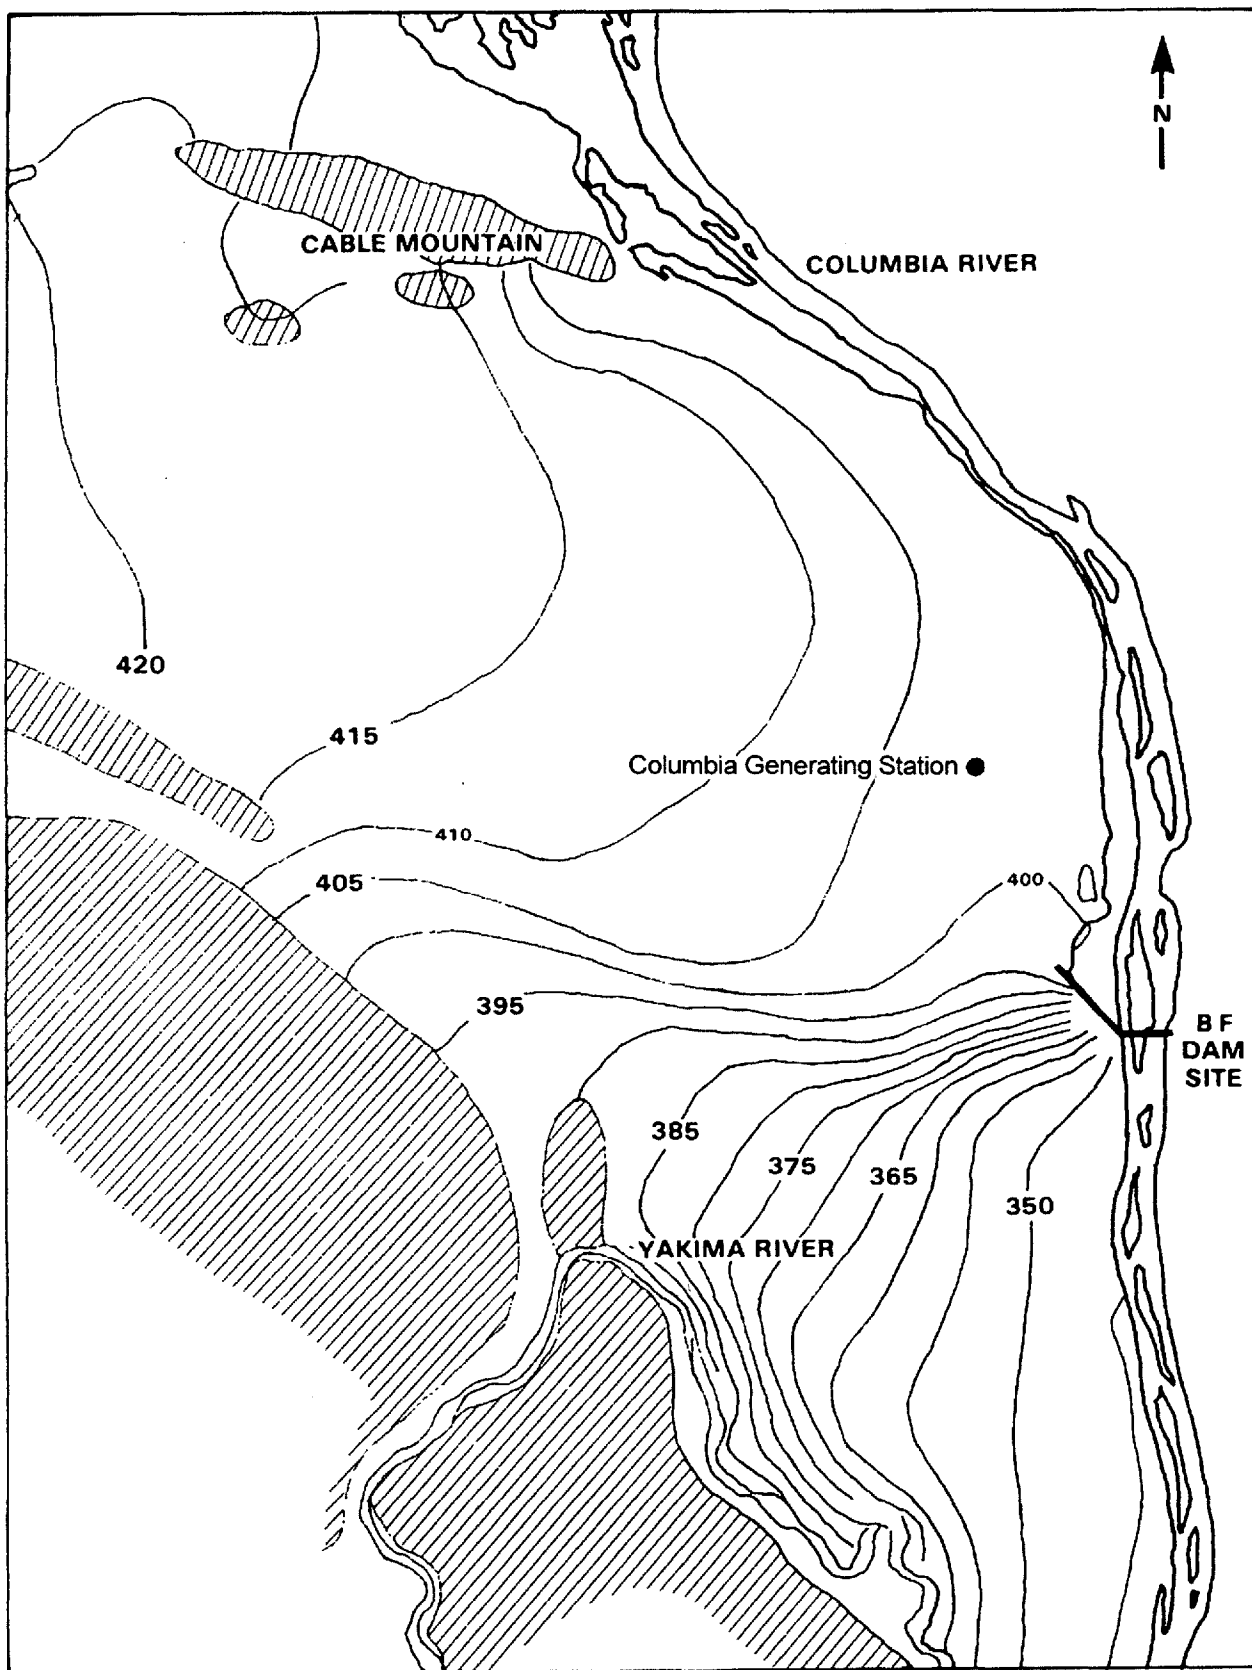 N
CABLE MOUNTAIN
COLUMBIA RIVER
420
415
Columbia Generating Station
410
405
400
395
B F
DAM
SITE
385
375
365
350
YAKIMA RIVER